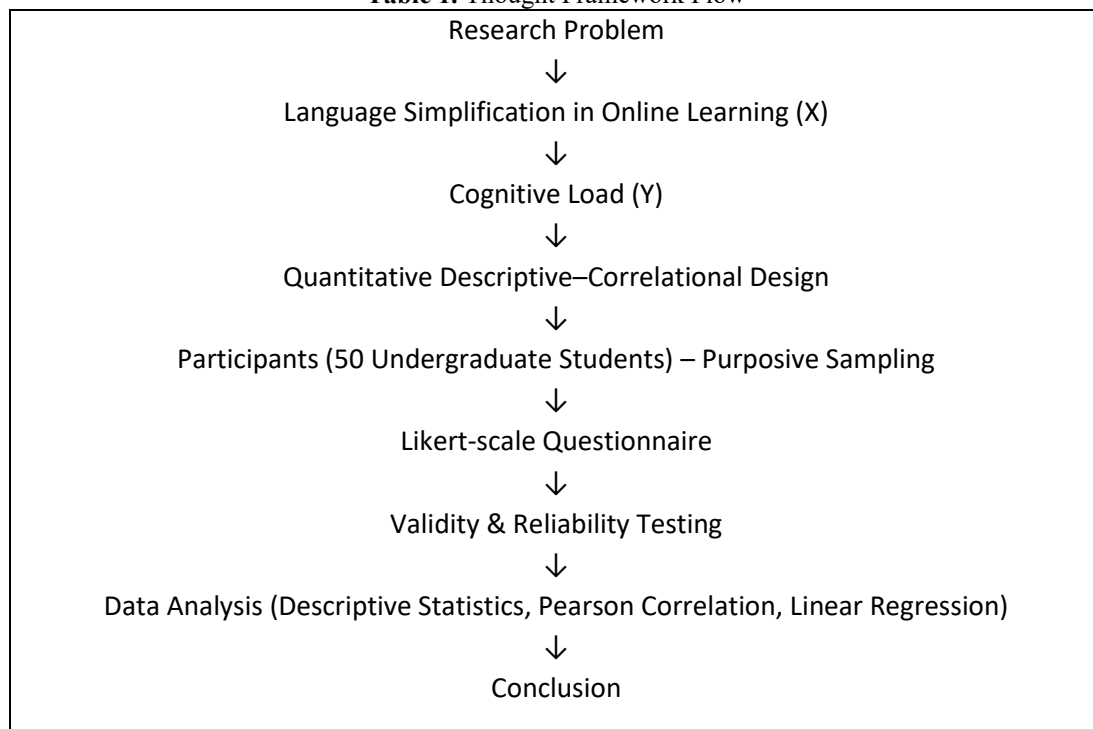 Table 1. Thought Framework Flow
Research Problem
↓
Language Simplification in Online Learning (X)
↓
Cognitive Load (Y)
↓
Quantitative Descriptive–Correlational Design
↓
Participants (50 Undergraduate Students) – Purposive Sampling
↓
Likert-scale Questionnaire
↓
Validity & Reliability Testing
↓
Data Analysis (Descriptive Statistics, Pearson Correlation, Linear Regression)
↓
Conclusion